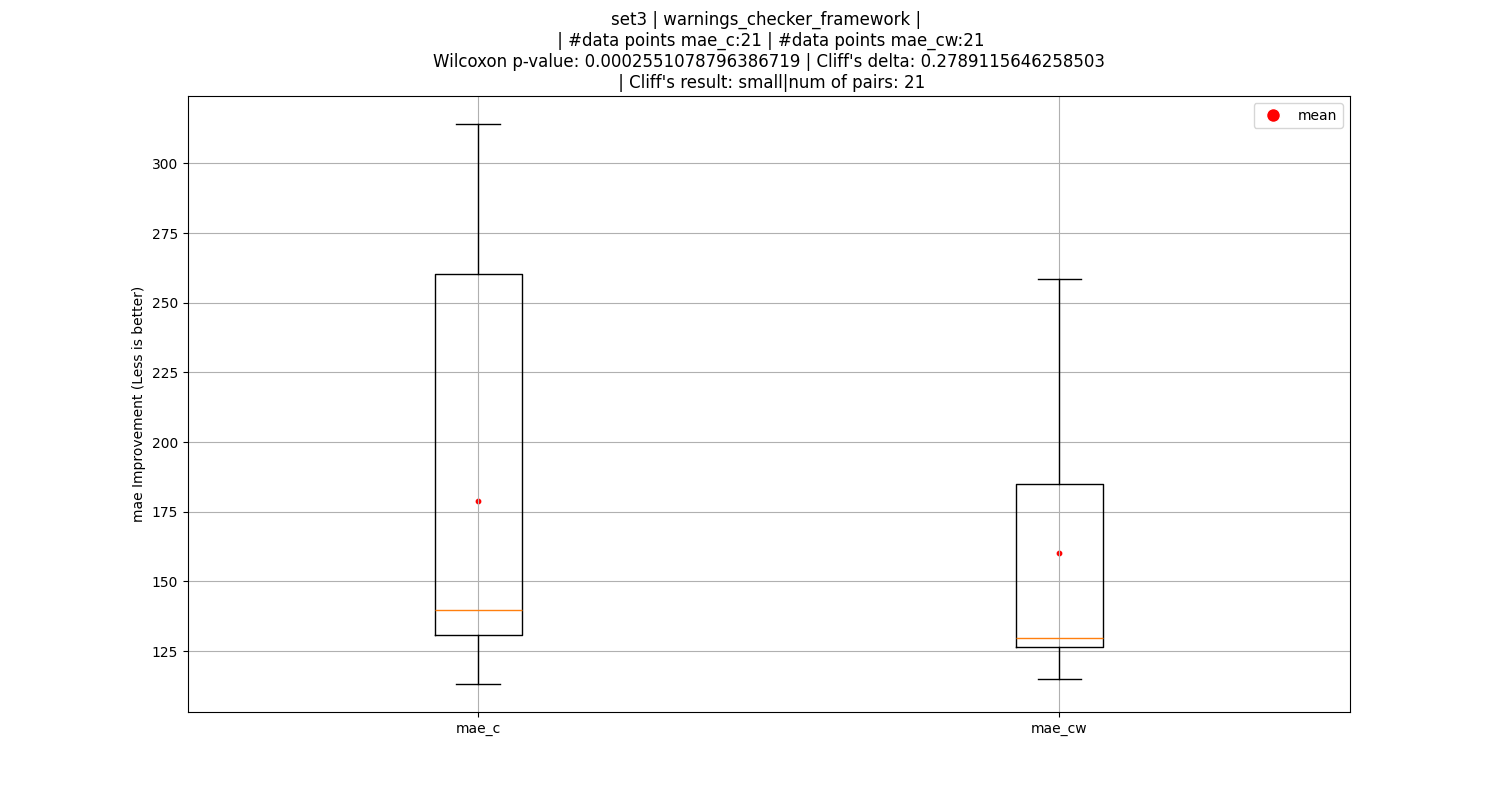 set3 | warnings_checker_framework |
| #data points mae_c:21 | #data points mae_cw:21
Wilcoxon p-value: 0.0002551078796386719 | Cliff's delta: 0.2789115646258503
| Cliff's result: small|num of pairs: 21
mean
mae Improvement (Less is better)
300
275
250
225
200
175
150
125
mae_c
mae_cw